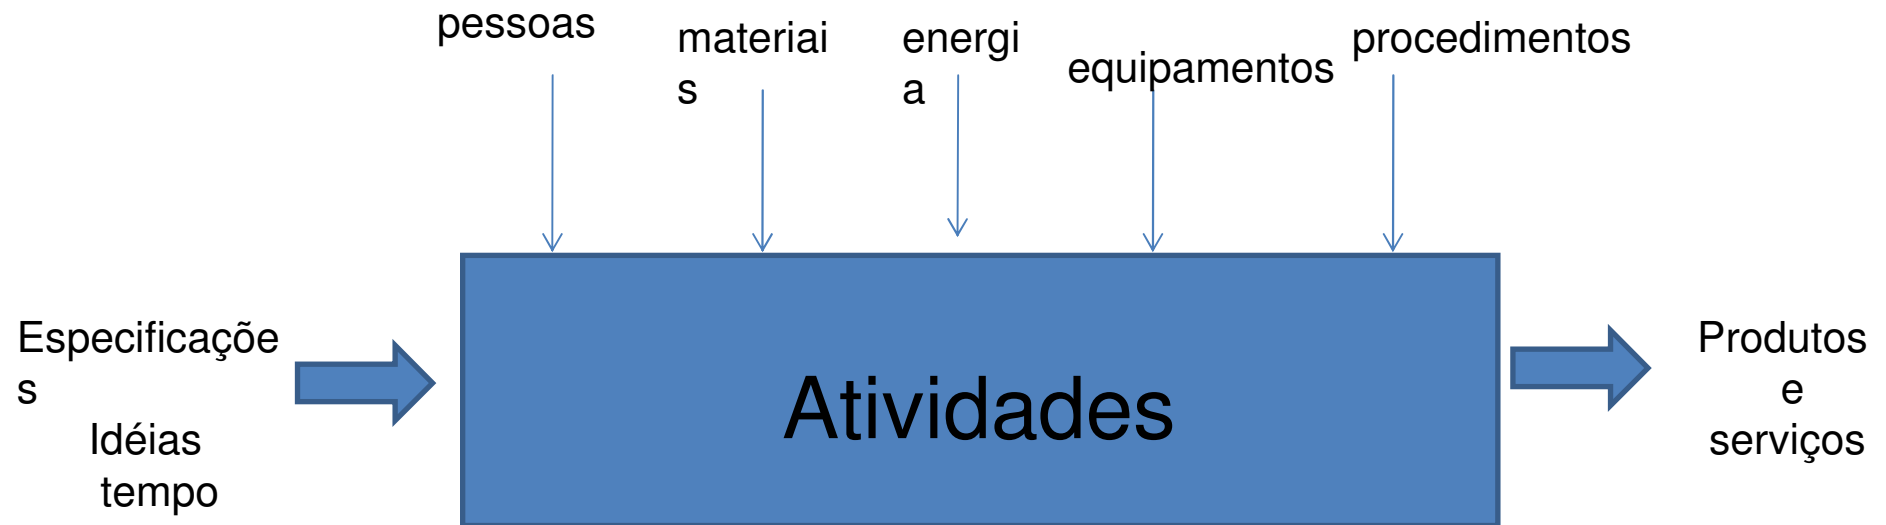 pessoas
materiai
s
energi
a
equipamentos
procedimentos
Especificaçõe
s
Idéias
tempo
Atividades
Produtos
e
serviços